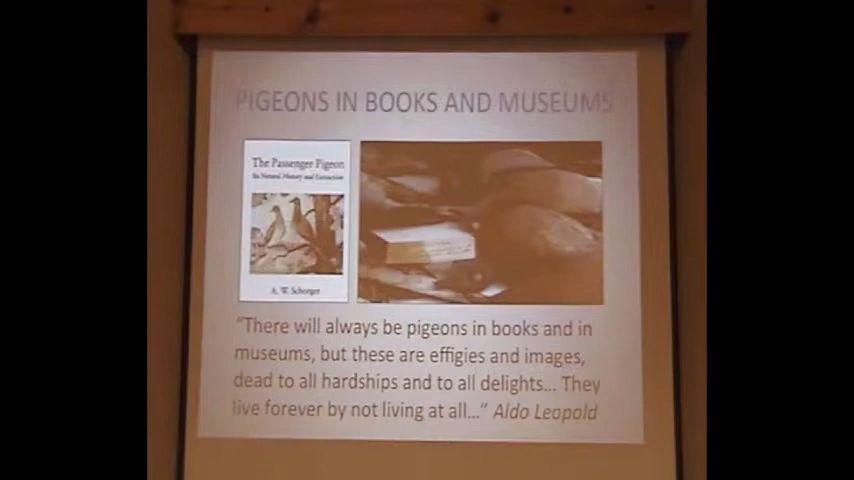 PIGEONS IN BOOKS AND MUSEUMS
The Passenger Pigeon
Its Natural History and Extinction
A. W. Schorger
"There will always be pigeons in books and in
museums, but these are effigies and images,
dead to all hardships and to all delights... They
live forever by not living at all..." Aldo Leopold